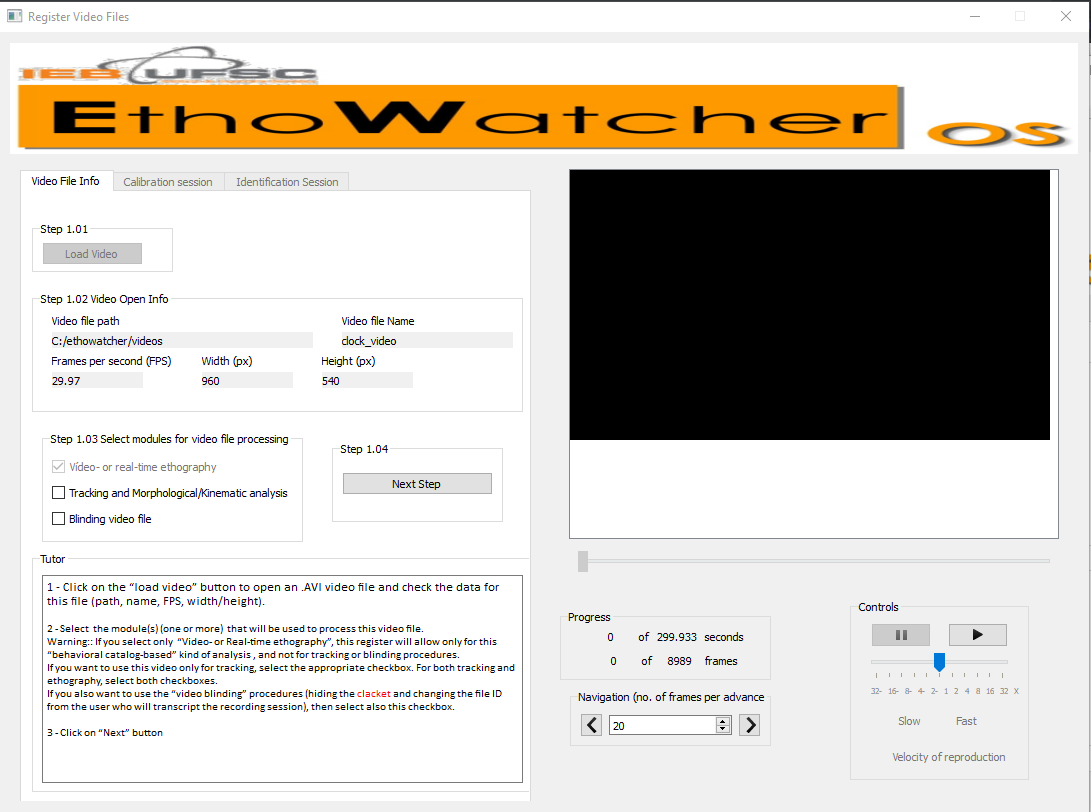 Register Video Files
IEB UFSC
EthoWatcher OS
Video File Info
Calibration session
Identification Session
Step 1.01
Load Video
Step 1.02 Video Open Info
Video file path
Video file Name
C:/ethowatcher/videos
clock_video
Frames per second (FPS)
Width (px)
Height (px)
29.97
960
540
Step 1.03 Select modules for video file processing
Vídeo- or real-time ethography
Tracking and Morphological/Kinematic analysis
Blinding video file
Step 1.04
Next Step
Tutor
1 - Click on the “load video” button to open an .AVI video file and check the data for
this file (path, name, FPS, width/height).
2 - Select the module(s) (one or more) that will be used to process this video file.
Warning:: If you select only “Video- or Real-time ethography”, this register will allow only for this
“behavioral catalog-based” kind of analysis , and not for tracking or blinding procedures.
If you want to use this video only for tracking, select the appropriate checkbox. For both tracking and
ethography, select both checkboxes.
If you also want to use the “video blinding” procedures (hiding the clacket and changing the file ID
from the user who will transcript the recording session), then select also this checkbox.
3 - Click on “Next” button
Progress
0 of 299.933 seconds
0 of 8989 frames
Navigation (no. of frames per advance
20
Controls
32- 16- 8- 4- 2- 1 2 4 8 16 32 X
Slow
Fast
Velocity of reproduction